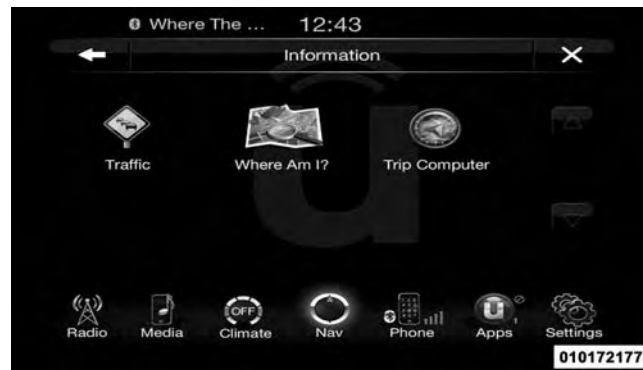 Where The ... 12:43
Information
Traffic Where Am I? Trip Computer
OFF
Radio Media Climate Nav Phone Apps Settings
010172177